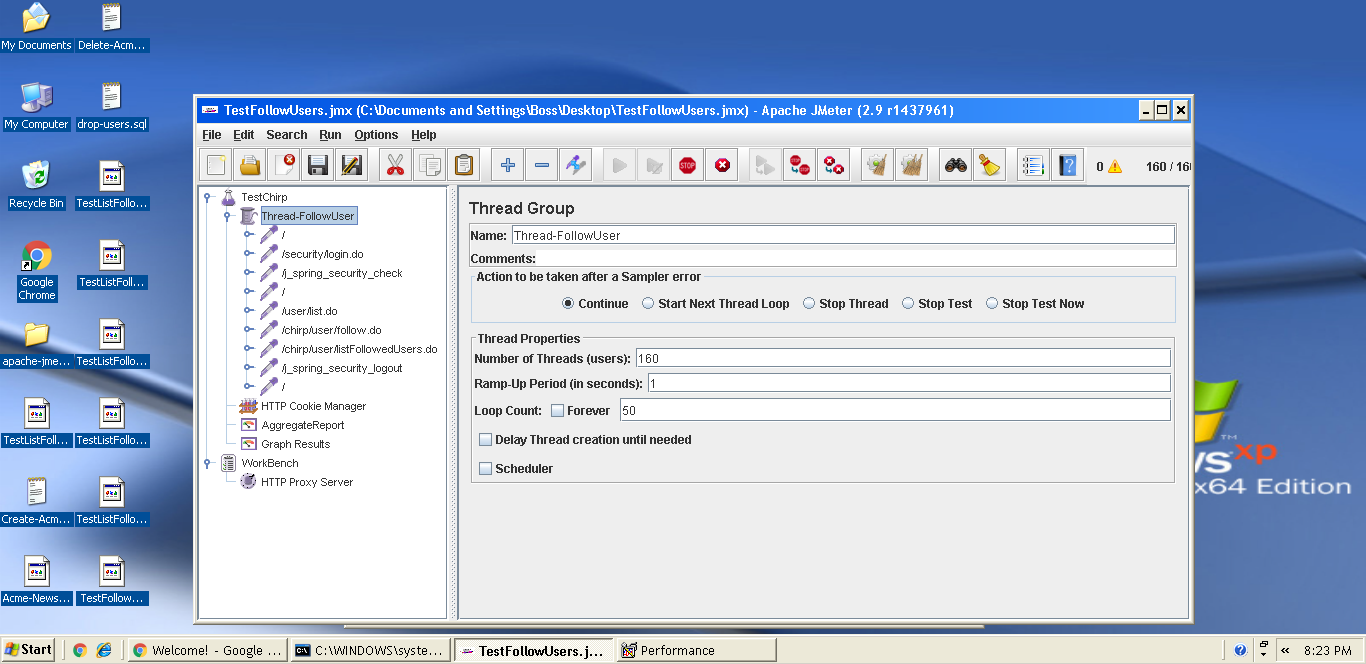 My Documents
Delete-Acm...
My Computer
drop-users.sql
Recycle Bin
TestListFoll...
Google
Chrome
TestListFoll...
apache-jme...
TestListFollo...
TestListFoll...
TestListFollo...
Create-Acm...
TestListFollo...
Acme-News...
TestFollow...
TestFollowUsers.jmx (C:\Documents and Settings\Boss\Desktop\TestFollowUsers.jmx) - Apache JMeter (2.9 r1437961)
File Edit Search Run Options Help
STOP
STOP
STOP
?
0
160 / 16
TestChirp
Thread-FollowUser
/
/security/login.do
/j_spring_security_check
/
/user/list.do
/chirp/user/follow.do
/chirp/user/listFollowedUsers.do
/j_spring_security_logout
/
HTTP Cookie Manager
AggregateReport
Graph Results
WorkBench
HTTP Proxy Server
Thread Group
Name: Thread-FollowUser
Comments:
Action to be taken after a Sampler error
Continue Start Next Thread Loop Stop Thread Stop Test Stop Test Now
Thread Properties
Number of Threads (users): 160
Ramp-Up Period (in seconds): 1
Loop Count: Forever 50
Delay Thread creation until needed
Scheduler
TM
ws xp
x64 Edition
Start
Welcome! - Google ...
C:\WINDOWS\syste...
TestFollowUsers.j...
Performance
?
«
8:23 PM